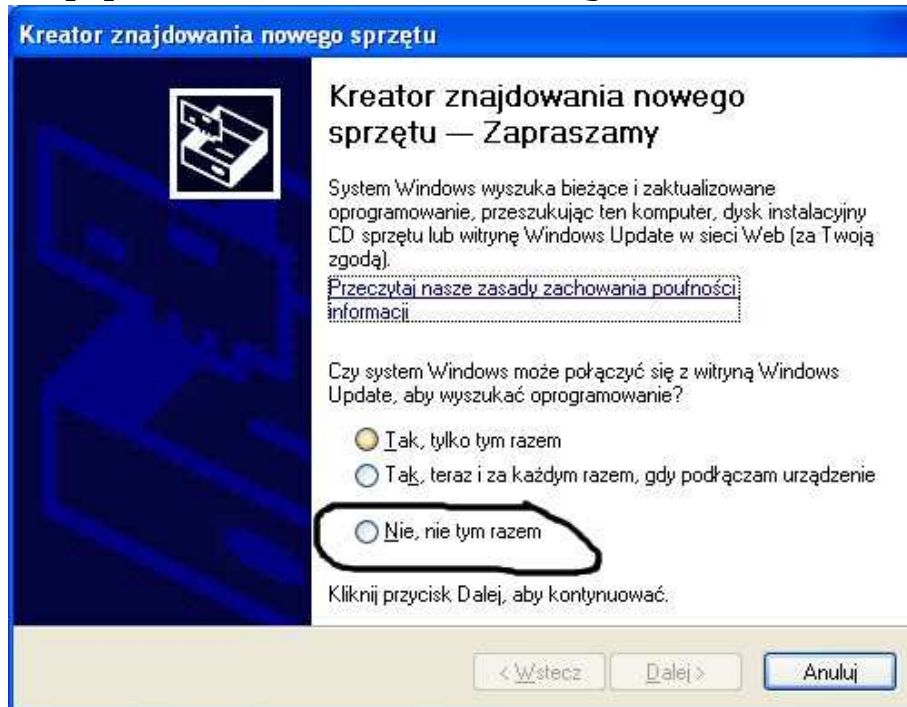 Kreator znajdowania nowego sprzętu
Kreator znajdowania nowego
sprzętu — Zapraszamy
System Windows wyszuka bieżące i zaktualizowane
oprogramowanie, przeszukując ten komputer, dysk instalacyjny
CD sprzętu lub witrynę Windows Update w sieci Web (za Twoją
zgodą).
Przeczytaj nasze zasady zachowania poufności
informacji
Czy system Windows może połączyć się z witryną Windows
Update, aby wyszukać oprogramowanie?
Tak, tylko tym razem
Tak, teraz i za każdym razem, gdy podłączam urządzenie
Nie, nie tym razem
Kliknij przycisk Dalej, aby kontynuować.
< Wstecz
Dalej >
Anuluj